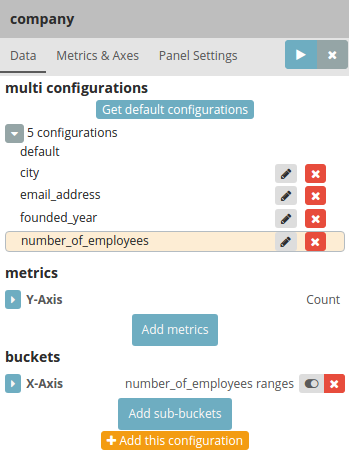 company
Data Metrics & Axes Panel Settings
multi configurations
Get default configurations
5 configurations
default
city
email_address
founded_year
number_of_employees
metrics
Y-Axis Count
Add metrics
buckets
X-Axis number_of_employees ranges
Add sub-buckets
Add this configuration